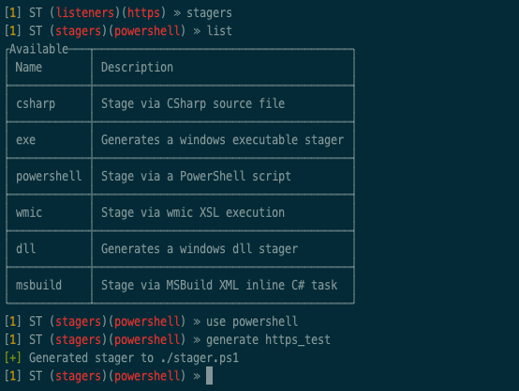 [1] ST (listeners)(https) » stagers
[1] ST (stagers)(powershell) » list
Available
Name Description
csharp Stage via CSharp source file
exe Generates a windows executable stager
powershell Stage via a PowerShell script
wmic Stage via wmic XSL execution
dll Generates a windows dll stager
msbuild Stage via MSBuild XML inline C# task
[1] ST (stagers)(powershell) » use powershell
[1] ST (stagers)(powershell) » generate https_test
[+] Generated stager to ./stager.ps1
[1] ST (stagers)(powershell) »